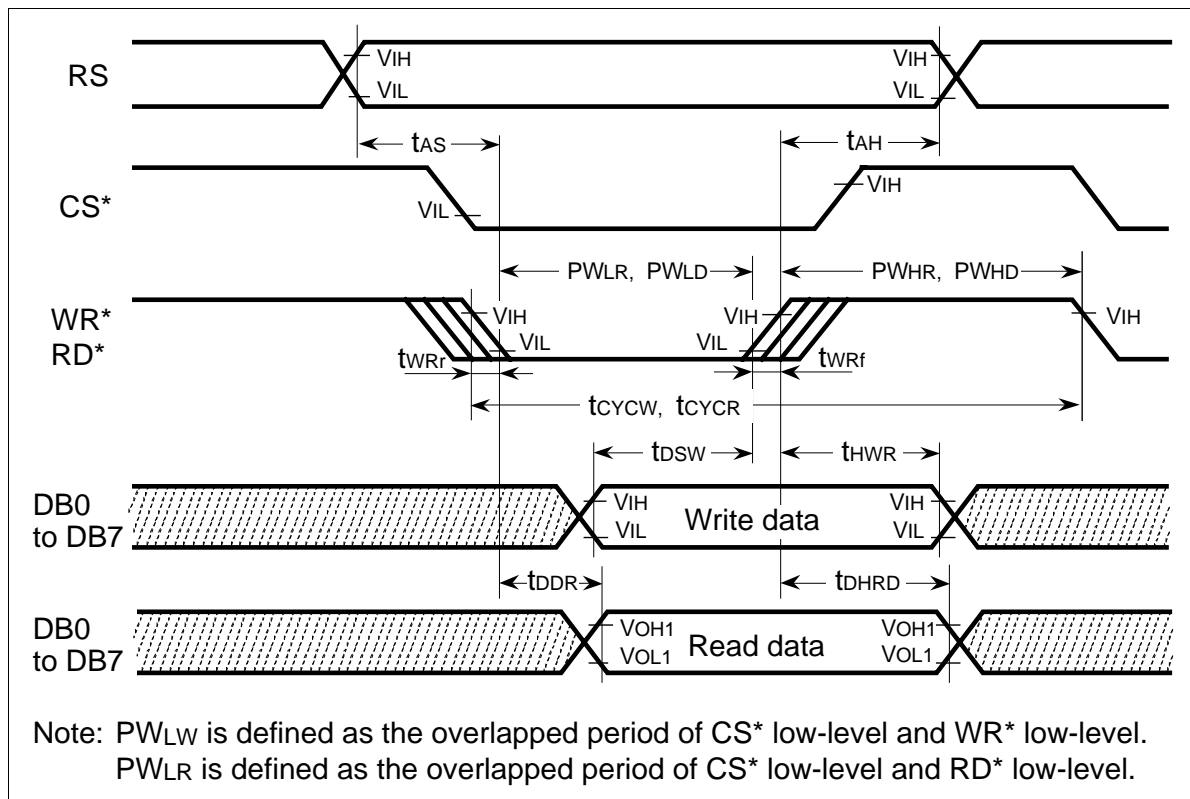 RS VIH VIH
VIL VIL
tAS tAH
CS* VIL VIH
PWLR, PWLD PWHR, PWHD
WR* VIH VIH VIH
RD* VIL VIL
tWRr tWRf
tCYCW, tCYCR
tDSW tHWR
DB0 VIH Write data VIH
to DB7 VIL VIL
tDDR tDHRD
DB0 VOH1 Read data VOH1
to DB7 VOL1 VOL1
Note: PWLW is defined as the overlapped period of CS* low-level and WR* low-level.
PWLR is defined as the overlapped period of CS* low-level and RD* low-level.